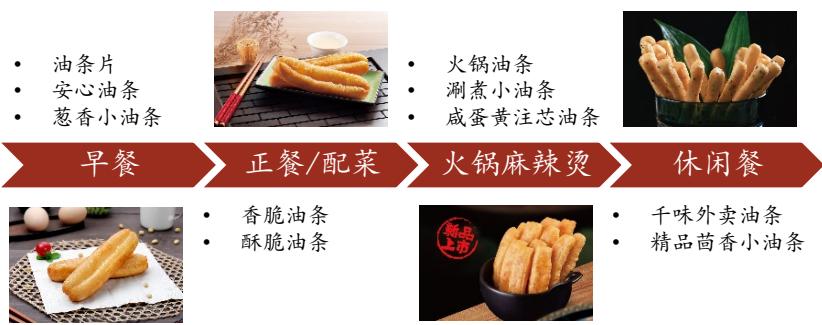 油条片
安心油条
葱香小油条
火锅油条
涮煮小油条
咸蛋黄注芯油条
早餐
正餐/配菜
火锅麻辣烫
休闲餐
香脆油条
酥脆油条
新品
上市
千味外卖油条
精品茴香小油条